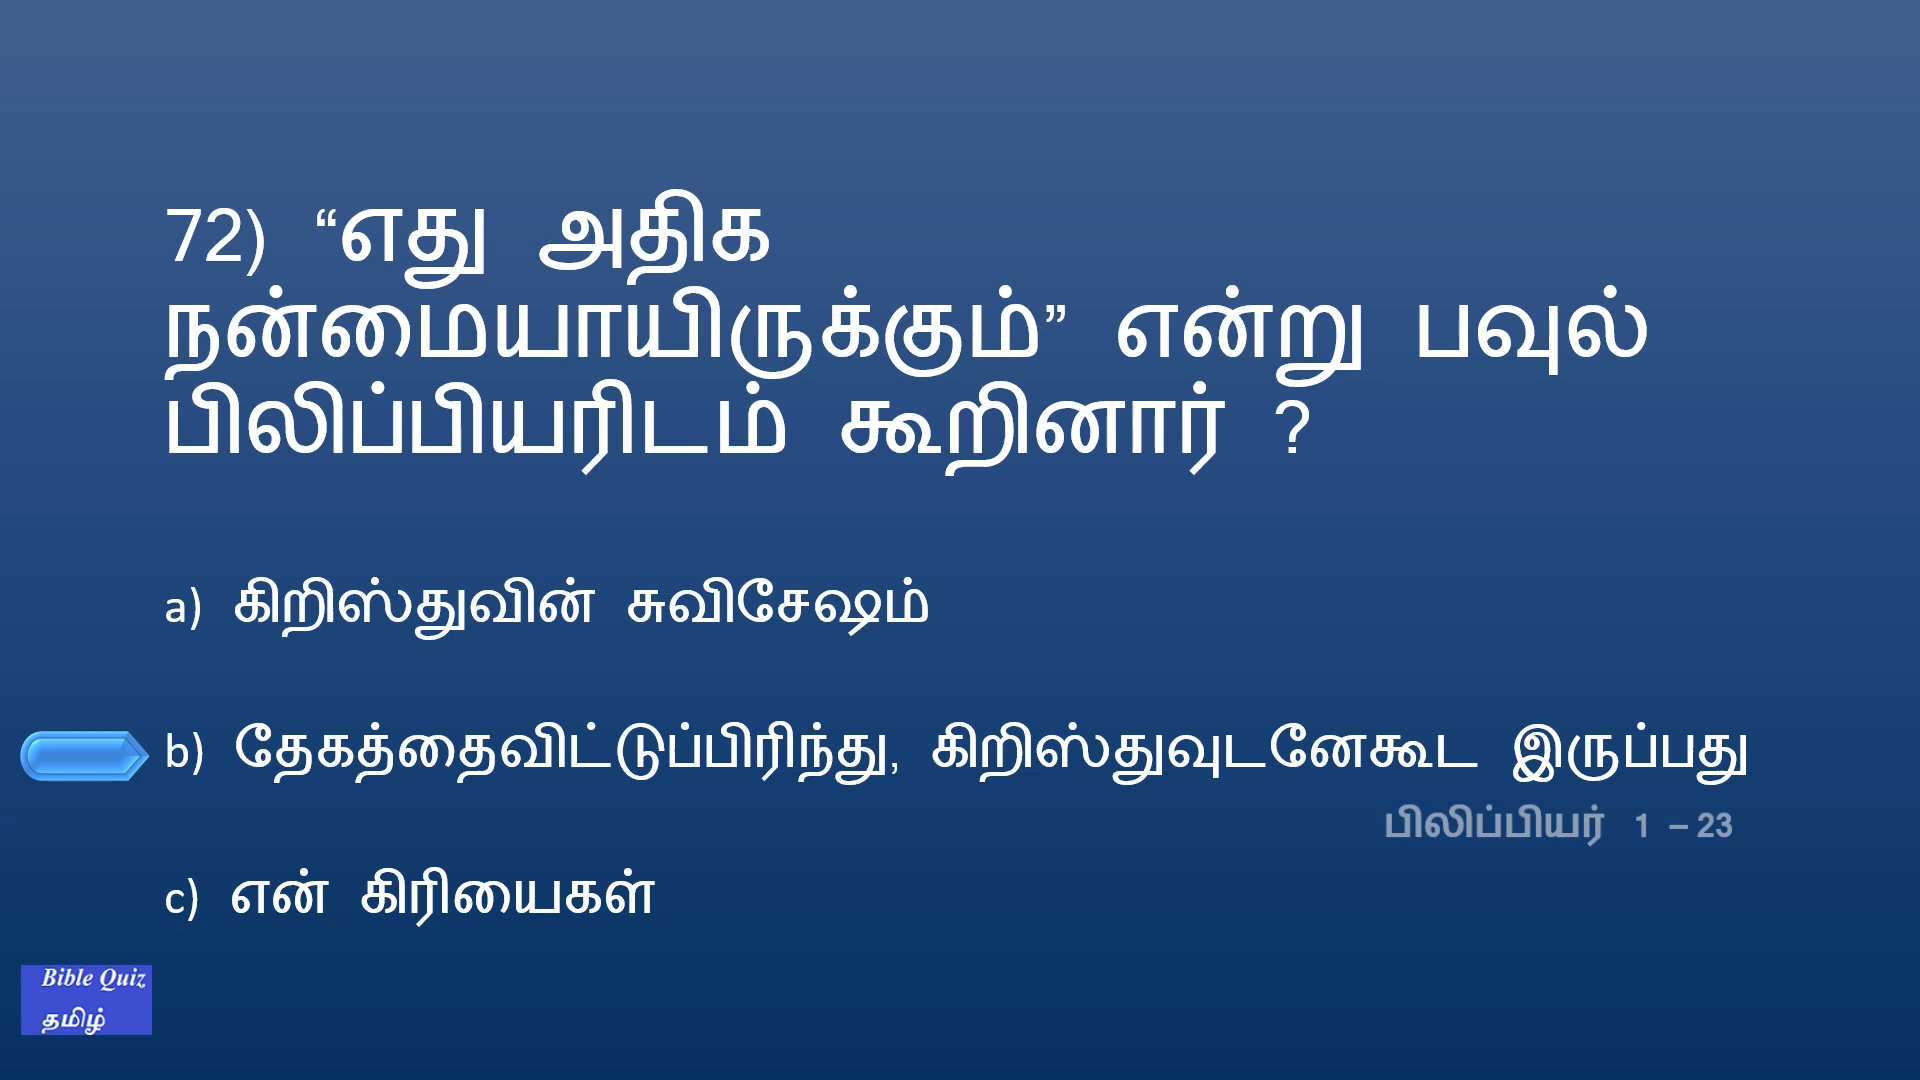 72) “எது அதிக
நன்மையாயிருக்கும்” என்று பவுல்
பிலிப்பியரிடம் கூறினார் ?
a) கிறிஸ்துவின் சுவிசேஷம்
b) தேகத்தைவிட்டுப்பிரிந்து, கிறிஸ்துவுடனேகூட இருப்பது
பிலிப்பியர் 1 – 23
c) என் கிரியைகள்
Bible Quiz
தமிழ்